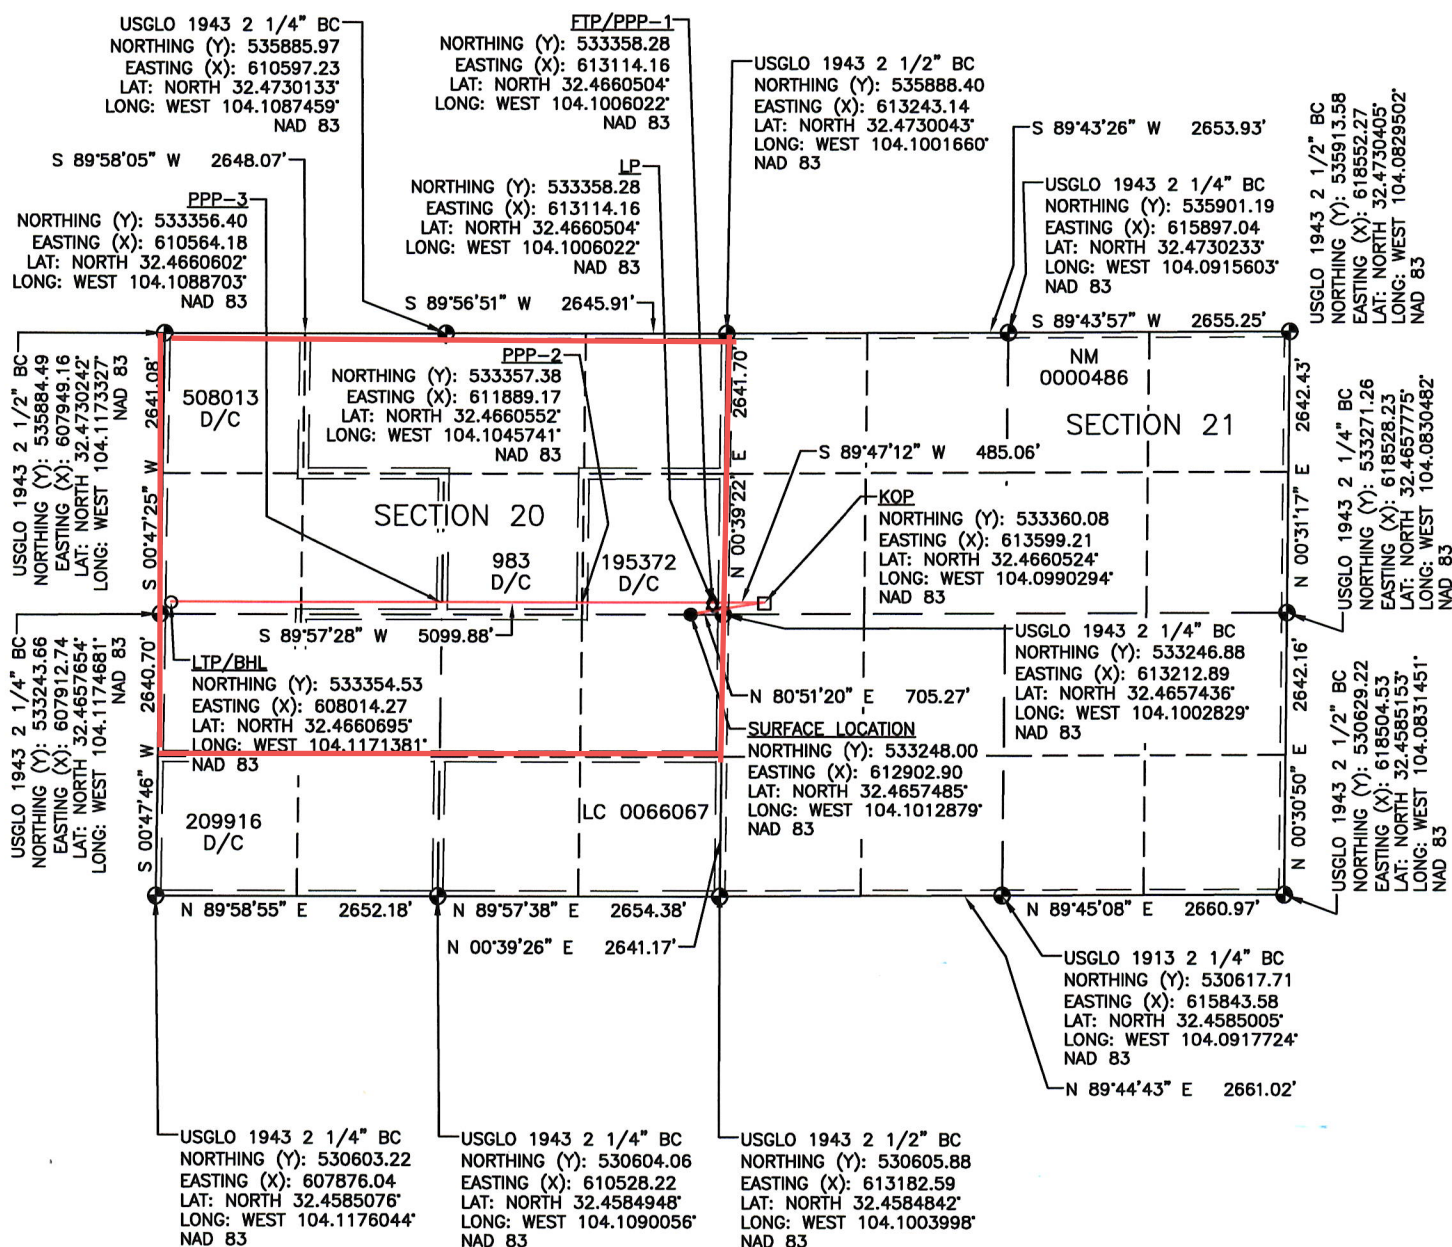 USGLO 1943 2 1/4" BC
NORTHING (Y): 535885.97
EASTING (X): 610597.23
LAT: NORTH 32.4730133°
LONG: WEST 104.1087459°
NAD 83
FTP/PPP-1
NORTHING (Y): 533358.28
EASTING (X): 613114.16
LAT: NORTH 32.4660504°
LONG: WEST 104.1006022°
NAD 83
USGLO 1943 2 1/2" BC
NORTHING (Y): 535888.40
EASTING (X): 613243.14
LAT: NORTH 32.4730043°
LONG: WEST 104.1001660°
NAD 83
S 89°43'26" W 2653.93'
USGLO 1943 2 1/2" BC
NORTHING (Y): 535913.58
EASTING (X): 618552.27
LAT: NORTH 32.4730405°
LONG: WEST 104.0829502°
NAD 83
S 89°58'05" W 2648.07'
LP
NORTHING (Y): 533358.28
EASTING (X): 613114.16
LAT: NORTH 32.4660504°
LONG: WEST 104.1006022°
NAD 83
USGLO 1943 2 1/4" BC
NORTHING (Y): 535901.19
EASTING (X): 615897.04
LAT: NORTH 32.4730233°
LONG: WEST 104.0915603°
NAD 83
PPP-3
NORTHING (Y): 533356.40
EASTING (X): 610564.18
LAT: NORTH 32.4660602°
LONG: WEST 104.1088703°
NAD 83
S 89°56'51" W 2645.91'
S 89°43'57" W 2655.25'
USGLO 1943 2 1/2" BC
NORTHING (Y): 535884.49
EASTING (X): 607949.16
LAT: NORTH 32.4730242°
LONG: WEST 104.1173327°
NAD 83
S 00°47'25" W 2641.08'
508013
D/C
PPP-2
NORTHING (Y): 533357.38
EASTING (X): 611889.17
LAT: NORTH 32.4660552°
LONG: WEST 104.1045741°
NAD 83
N 00°39'22" E 2641.70'
NM
0000486
SECTION 21
N 00°31'17" E 2642.43'
USGLO 1943 2 1/4" BC
NORTHING (Y): 533271.26
EASTING (X): 618528.23
LAT: NORTH 32.4657775°
LONG: WEST 104.0830482°
NAD 83
S 89°47'12" W 485.06'
SECTION 20
KOP
NORTHING (Y): 533360.08
EASTING (X): 613599.21
LAT: NORTH 32.4660524°
LONG: WEST 104.0990294°
NAD 83
983
D/C
195372
D/C
S 89°57'28" W 5099.88'
USGLO 1943 2 1/4" BC
NORTHING (Y): 533243.66
EASTING (X): 607912.74
LAT: NORTH 32.4657654°
LONG: WEST 104.1174681°
NAD 83
S 00°47'46" W 2640.70'
LTP/BHL
NORTHING (Y): 533354.53
EASTING (X): 608014.27
LAT: NORTH 32.4660695°
LONG: WEST 104.1171381°
NAD 83
USGLO 1943 2 1/4" BC
NORTHING (Y): 533246.88
EASTING (X): 613212.89
LAT: NORTH 32.4657436°
LONG: WEST 104.1002829°
NAD 83
N 80°51'20" E 705.27'
SURFACE LOCATION
NORTHING (Y): 533248.00
EASTING (X): 612902.90
LAT: NORTH 32.4657485°
LONG: WEST 104.1012879°
NAD 83
N 00°30'50" E 2642.16'
USGLO 1943 2 1/2" BC
NORTHING (Y): 530629.22
EASTING (X): 618504.53
LAT: NORTH 32.4585153°
LONG: WEST 104.0831451°
NAD 83
209916
D/C
LC 0066067
N 89°58'55" E 2652.18'
N 89°57'38" E 2654.38'
N 89°45'08" E 2660.97'
N 00°39'26" E 2641.17'
USGLO 1913 2 1/4" BC
NORTHING (Y): 530617.71
EASTING (X): 615843.58
LAT: NORTH 32.4585005°
LONG: WEST 104.0917724°
NAD 83
N 89°44'43" E 2661.02'
USGLO 1943 2 1/4" BC
NORTHING (Y): 530603.22
EASTING (X): 607876.04
LAT: NORTH 32.4585076°
LONG: WEST 104.1176044°
NAD 83
USGLO 1943 2 1/4" BC
NORTHING (Y): 530604.06
EASTING (X): 610528.22
LAT: NORTH 32.4584948°
LONG: WEST 104.1090056°
NAD 83
USGLO 1943 2 1/2" BC
NORTHING (Y): 530605.88
EASTING (X): 613182.59
LAT: NORTH 32.4584842°
LONG: WEST 104.1003998°
NAD 83